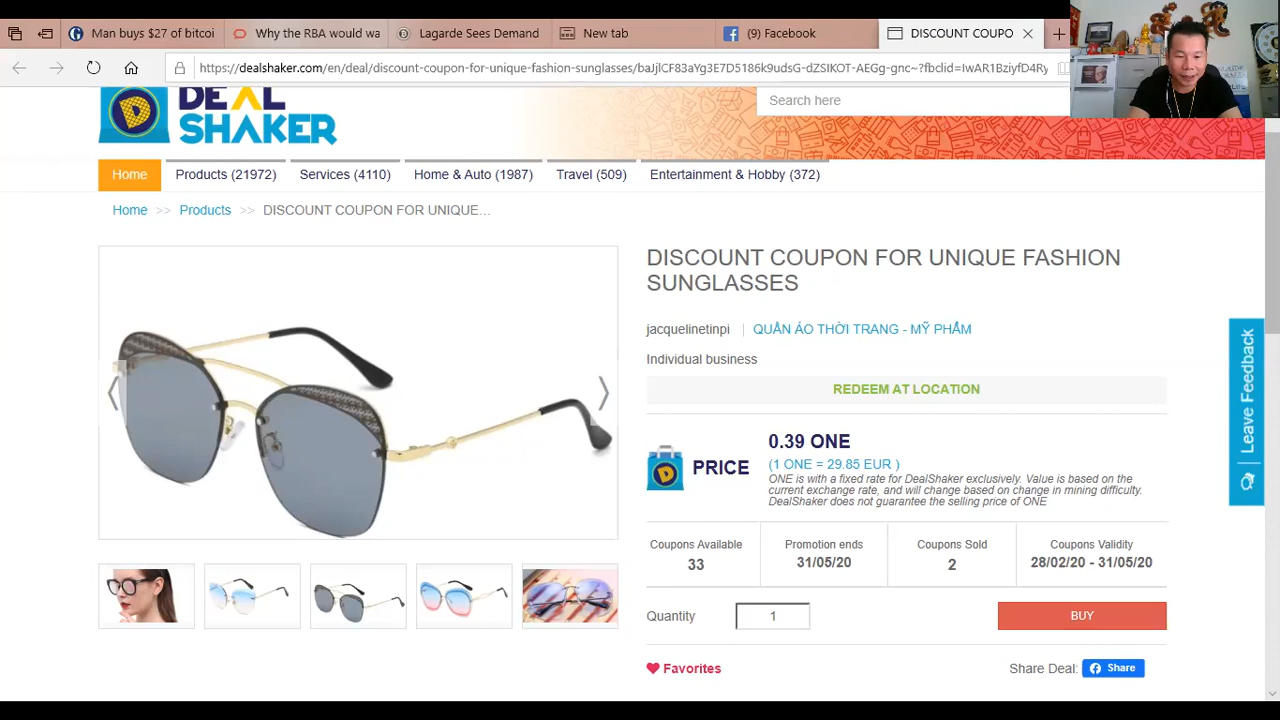 Man buys $27 of bitcoi
Why the RBA would wa
Lagarde Sees Demand
New tab
(9) Facebook
DISCOUNT COUPO
https://dealshaker.com/en/deal/discount-coupon-for-unique-fashion-sunglasses/baJjlCF83aYg3E7D5186k9udsG-dZSIKOT-AEGg-gnc~?fbclid=IwAR1BziyfD4Ry
DEAL
SHAKER
Search here
Home
Products (21972)
Services (4110)
Home & Auto (1987)
Travel (509)
Entertainment & Hobby (372)
Home >> Products >> DISCOUNT COUPON FOR UNIQUE...
DISCOUNT COUPON FOR UNIQUE FASHION
SUNGLASSES
jacquelinetinpi | QUẦN ÁO THỜI TRANG - MỸ PHẨM
Individual business
REDEEM AT LOCATION
PRICE
0.39 ONE
(1 ONE = 29.85 EUR )
ONE is with a fixed rate for DealShaker exclusively. Value is based on the
current exchange rate, and will change based on change in mining difficulty.
DealShaker does not guarantee the selling price of ONE
Coupons Available
33
Promotion ends
31/05/20
Coupons Sold
2
Coupons Validity
28/02/20 - 31/05/20
Quantity
1
BUY
Favorites
Share Deal:
Share
Leave Feedback